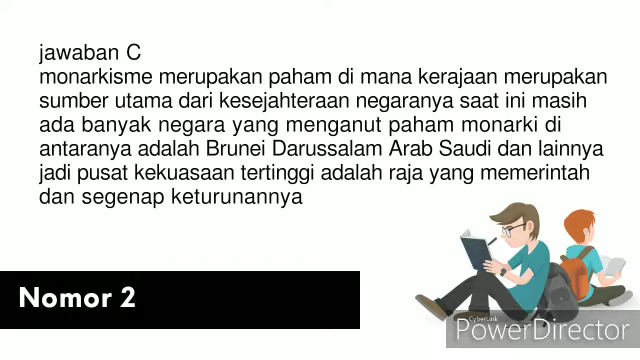 jawaban C
monarkisme merupakan paham di mana kerajaan merupakan
sumber utama dari kesejahteraan negaranya saat ini masih
ada banyak negara yang menganut paham monarki di
antaranya adalah Brunei Darussalam Arab Saudi dan lainnya
jadi pusat kekuasaan tertinggi adalah raja yang memerintah
dan segenap keturunannya
Nomor 2
CyberLink
PowerDirector